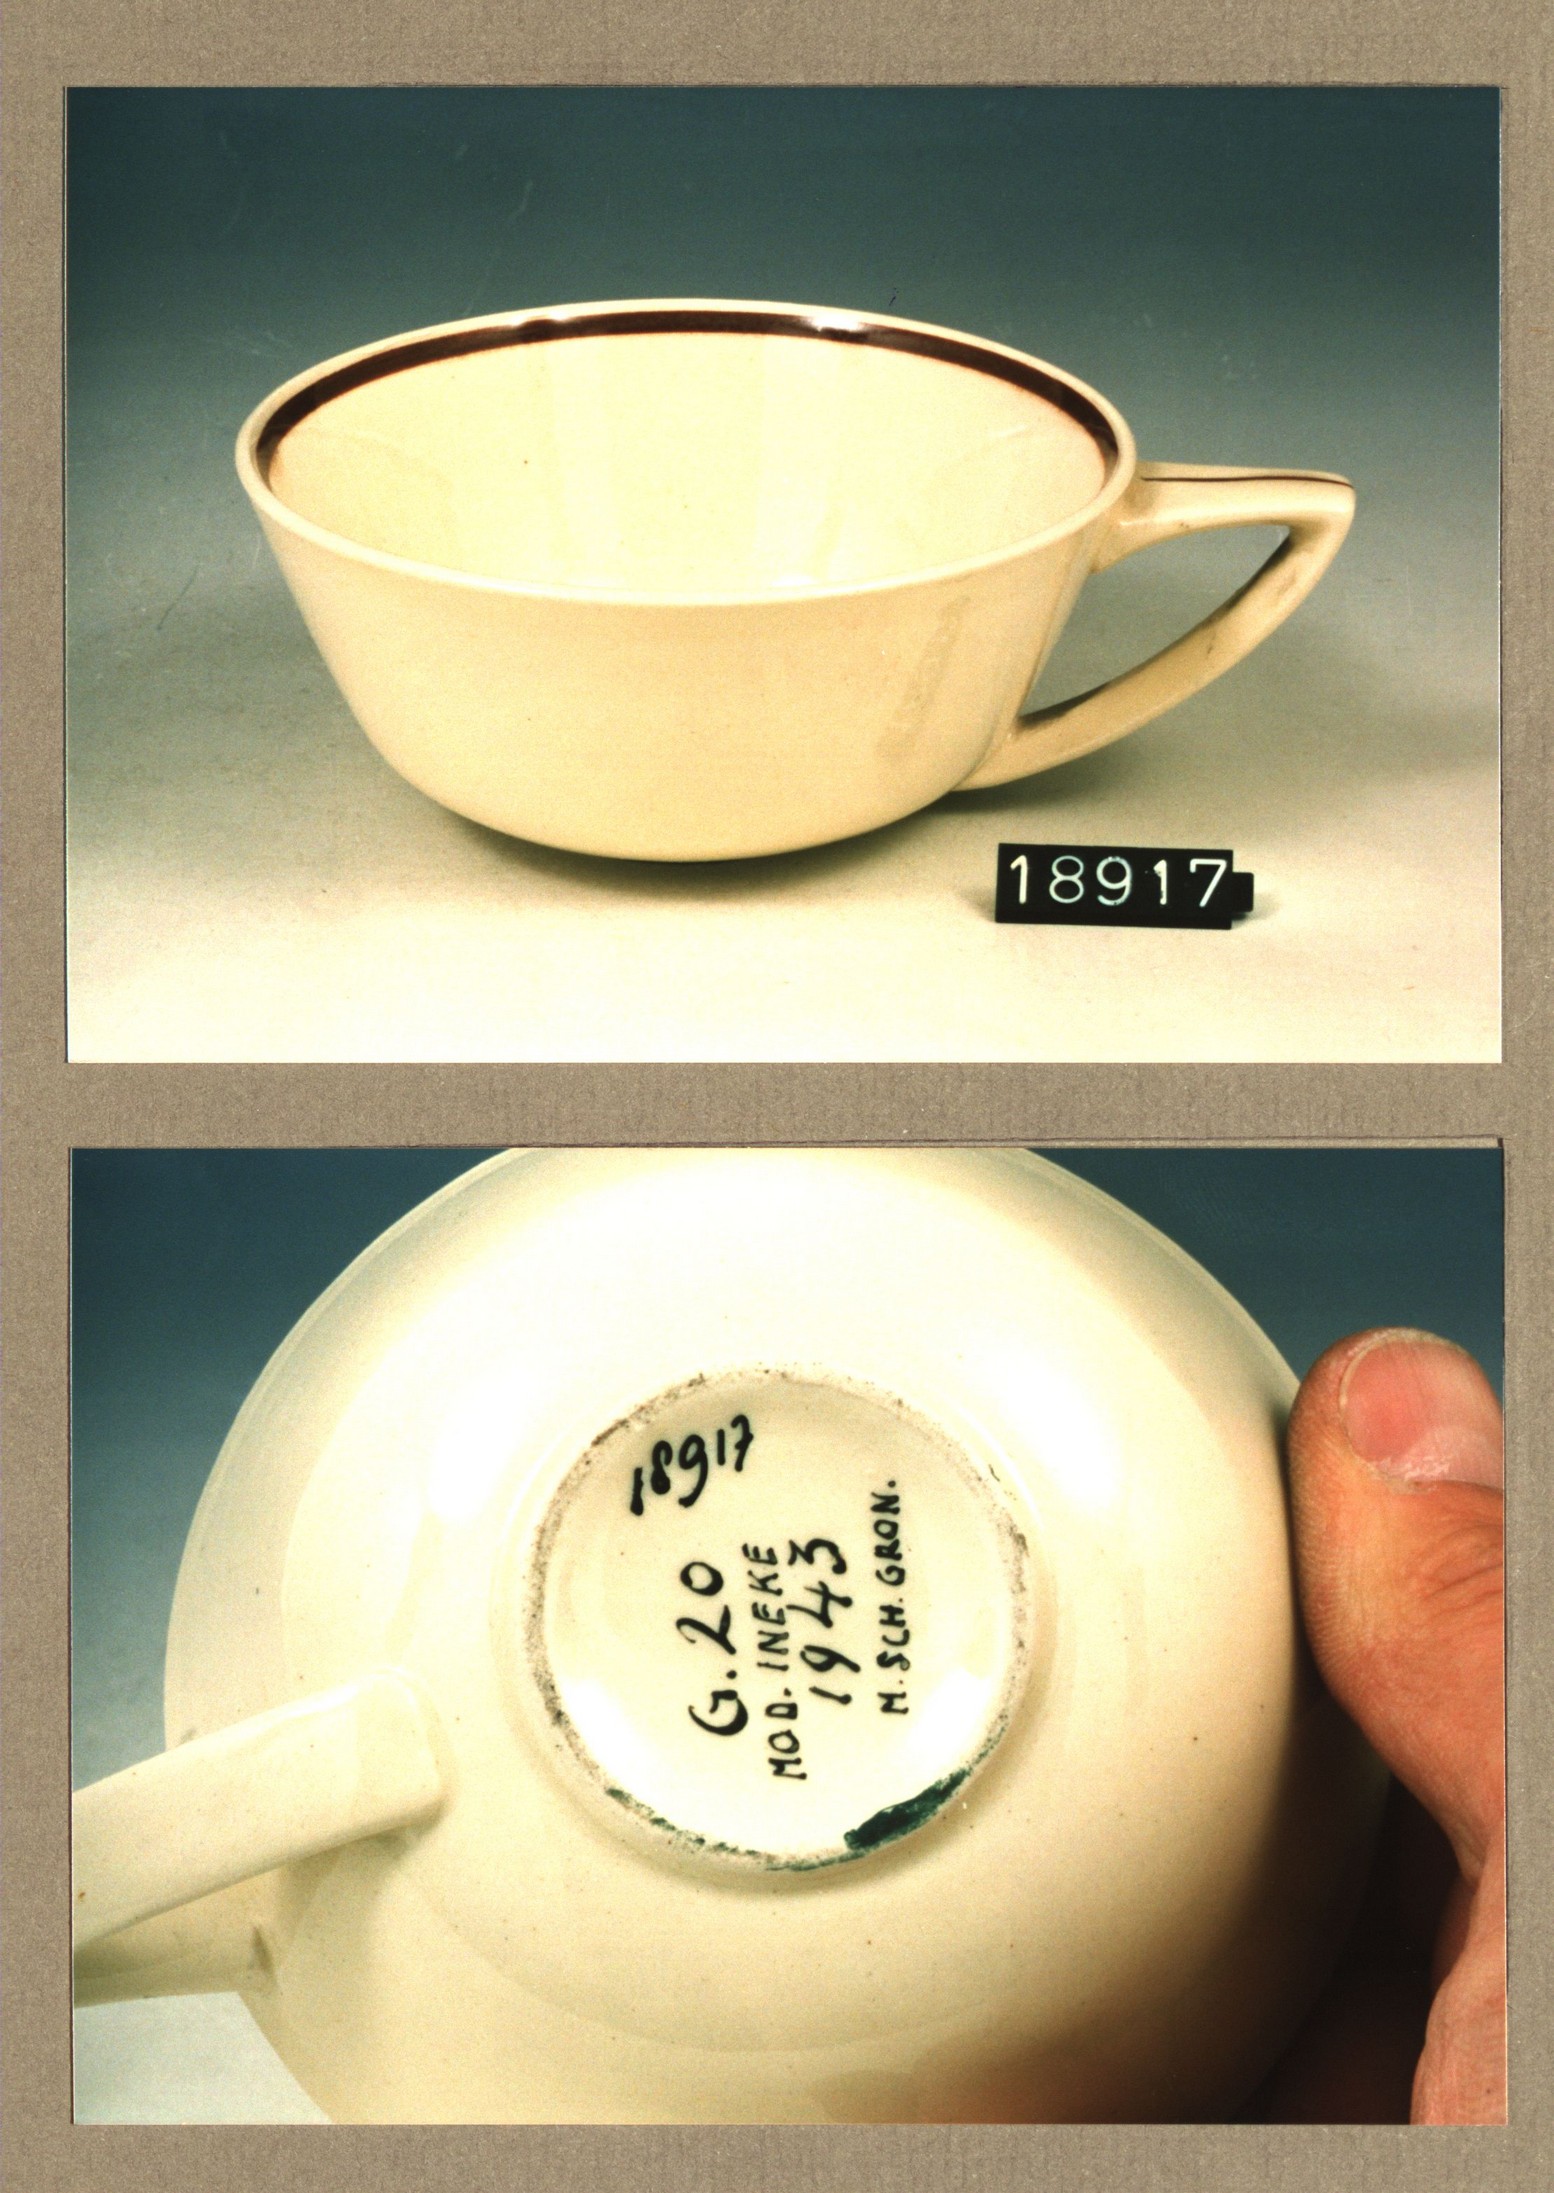 18917
18917
G.20
MOD. INEKE
1943
M. SCH. GRON.